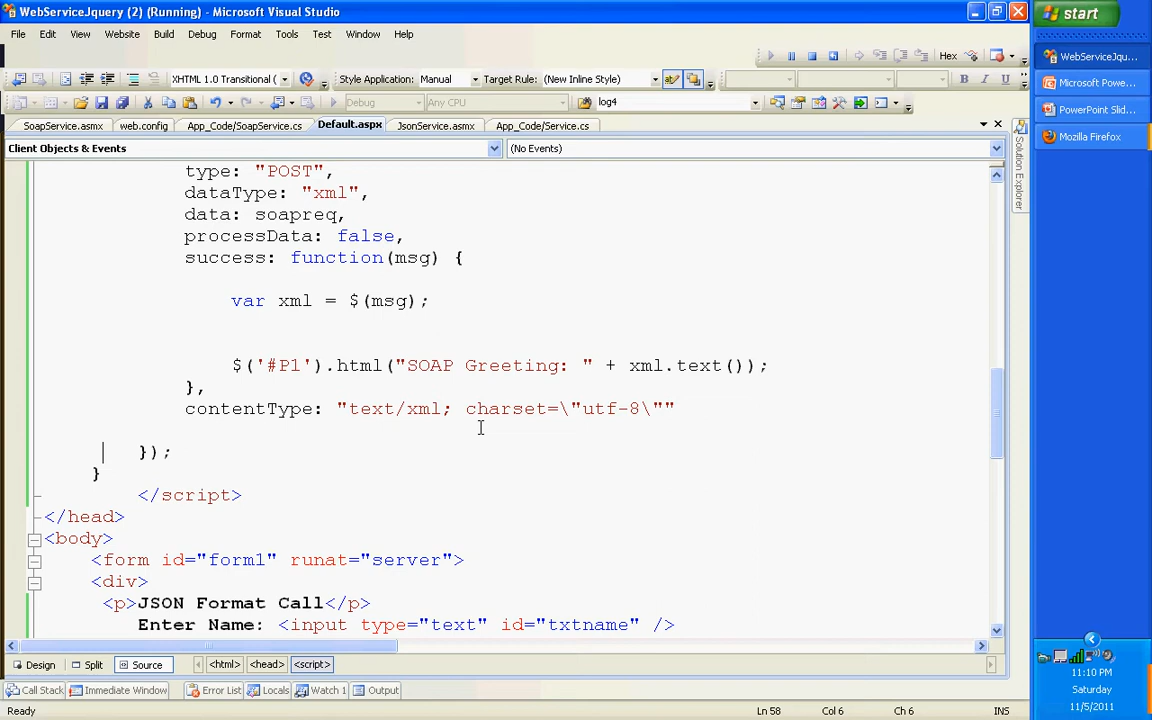 WebServiceJquery (2) (Running) - Microsoft Visual Studio
File Edit View Website Build Debug Format Tools Test Window Help
Hex
XHTML 1.0 Transitional ( Style Application: Manual Target Rule: (New Inline Style) B I U
Debug Any CPU log4
SoapService.asmx web.config App_Code/SoapService.cs Default.aspx JsonService.asmx App_Code/Service.cs
Client Objects & Events (No Events)
type: "POST",
dataType: "xml",
data: soapreq,
processData: false,
success: function(msg) {
var xml = $(msg);
$('#P1').html("SOAP Greeting: " + xml.text());
},
contentType: "text/xml; charset=\"utf-8\""
});
}
</script>
</head>
<body>
<form id="form1" runat="server">
<div>
<p>JSON Format Call</p>
Enter Name: <input type="text" id="txtname" />
Design Split Source <html> <head> <script>
Call Stack Immediate Window Error List Locals Watch 1 Output
Ready Ln 58 Col 6 Ch 6 INS
Solution Explorer
start
WebServiceJqu...
Microsoft Powe...
PowerPoint Slid...
Mozilla Firefox
11:10 PM
Saturday
11/5/2011